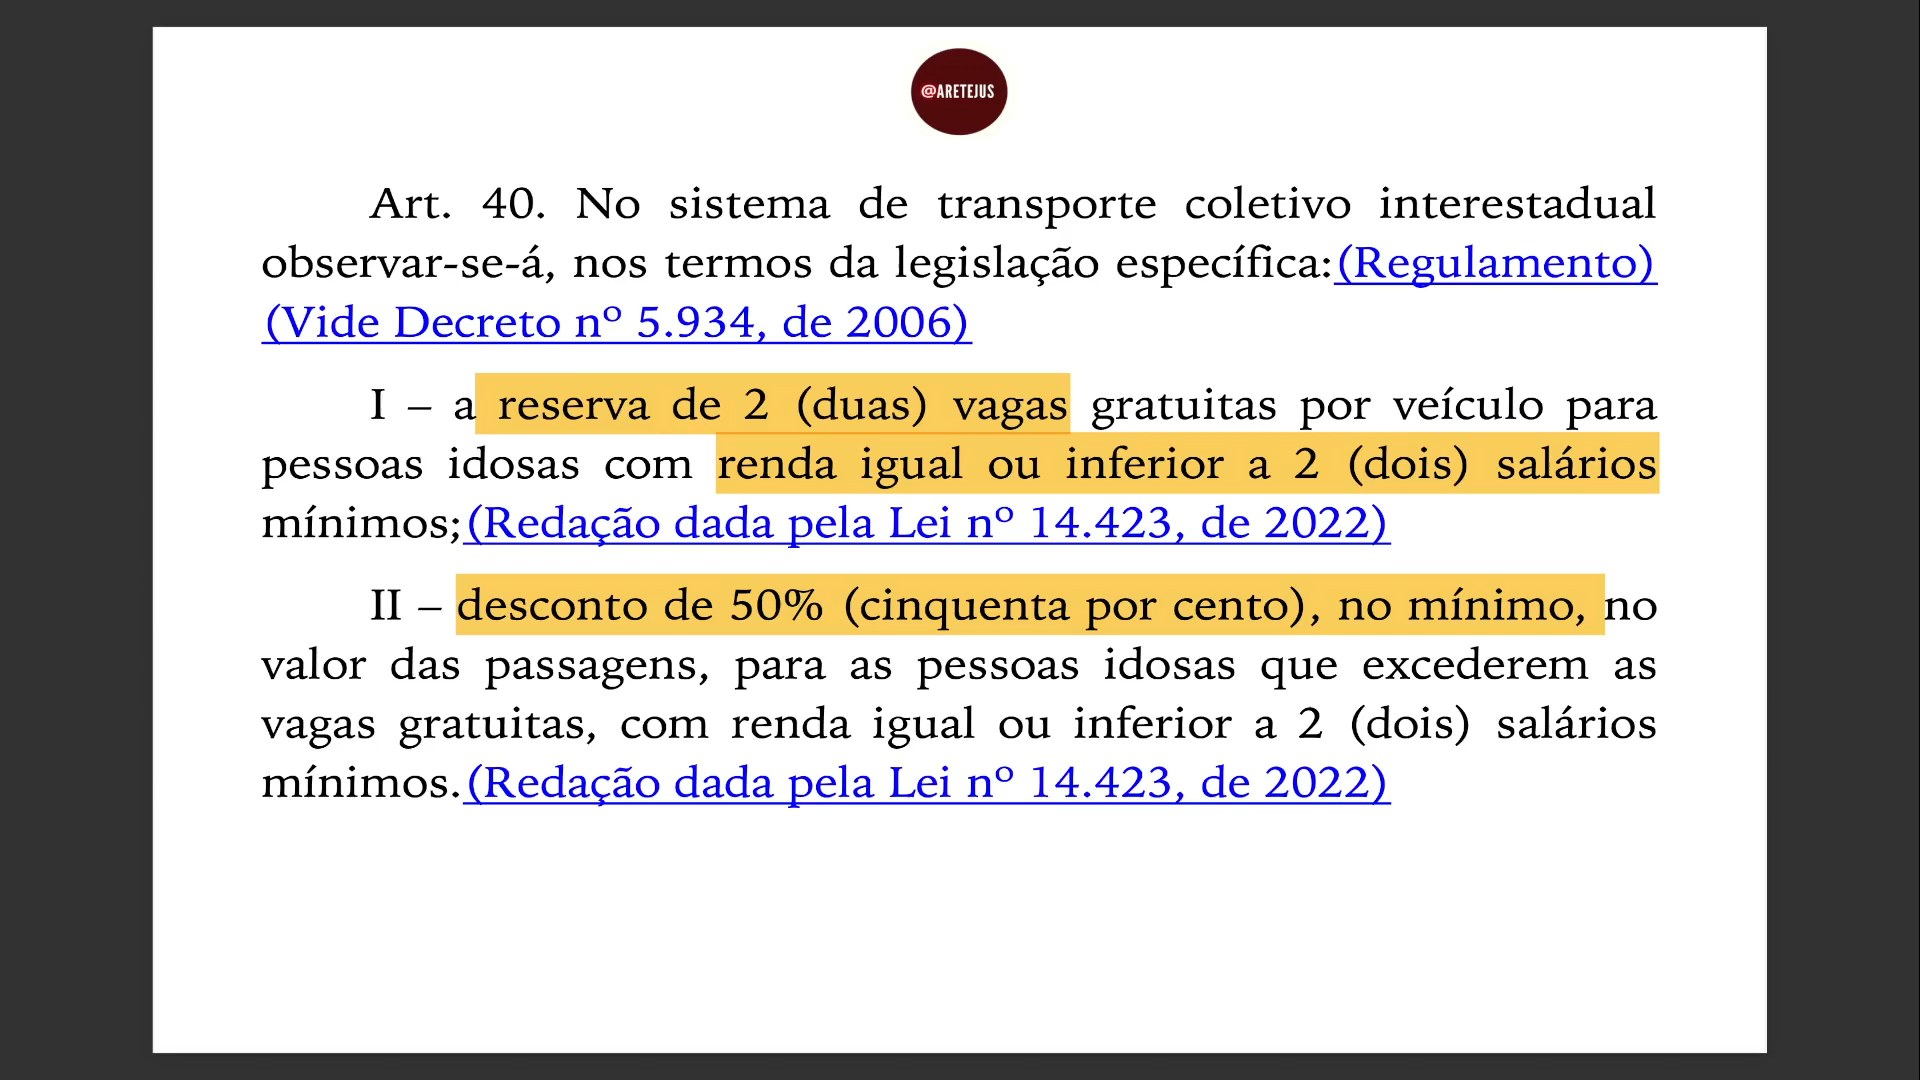 @ARETEJUS
Art. 40. No sistema de transporte coletivo interestadual
observar-se-á, nos termos da legislação específica:(Regulamento)
(Vide Decreto nº 5.934, de 2006)
I – a reserva de 2 (duas) vagas gratuitas por veículo para
pessoas idosas com renda igual ou inferior a 2 (dois) salários
mínimos;(Redação dada pela Lei nº 14.423, de 2022)
II – desconto de 50% (cinquenta por cento), no mínimo, no
valor das passagens, para as pessoas idosas que excederem as
vagas gratuitas, com renda igual ou inferior a 2 (dois) salários
mínimos.(Redação dada pela Lei nº 14.423, de 2022)